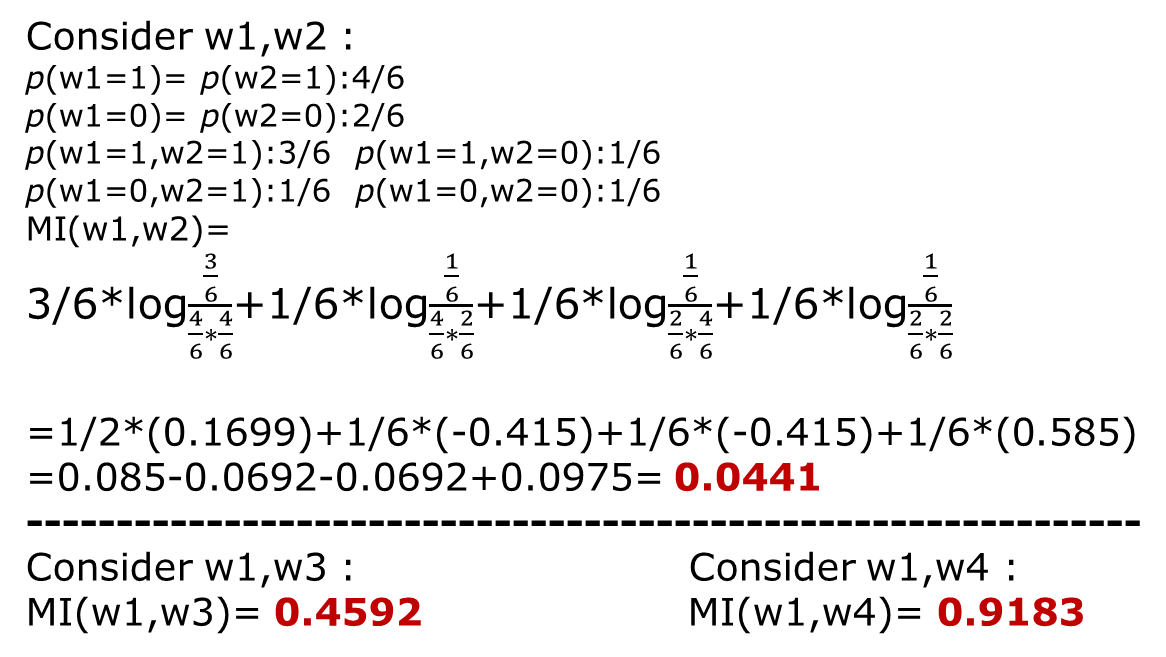 Consider w1,w2 :
p(w1=1)= p(w2=1):4/6
p(w1=0)= p(w2=0):2/6
p(w1=1,w2=1):3/6 p(w1=1,w2=0):1/6
p(w1=0,w2=1):1/6 p(w1=0,w2=0):1/6
MI(w1,w2)=
3/6*log((3/6)/(4/6*4/6))+1/6*log((1/6)/(4/6*2/6))+1/6*log((1/6)/(2/6*4/6))+1/6*log((1/6)/(2/6*2/6))
=1/2*(0.1699)+1/6*(-0.415)+1/6*(-0.415)+1/6*(0.585)
=0.085-0.0692-0.0692+0.0975= 0.0441
--------------------------------------------------------------
Consider w1,w3 :
MI(w1,w3)= 0.4592
Consider w1,w4 :
MI(w1,w4)= 0.9183